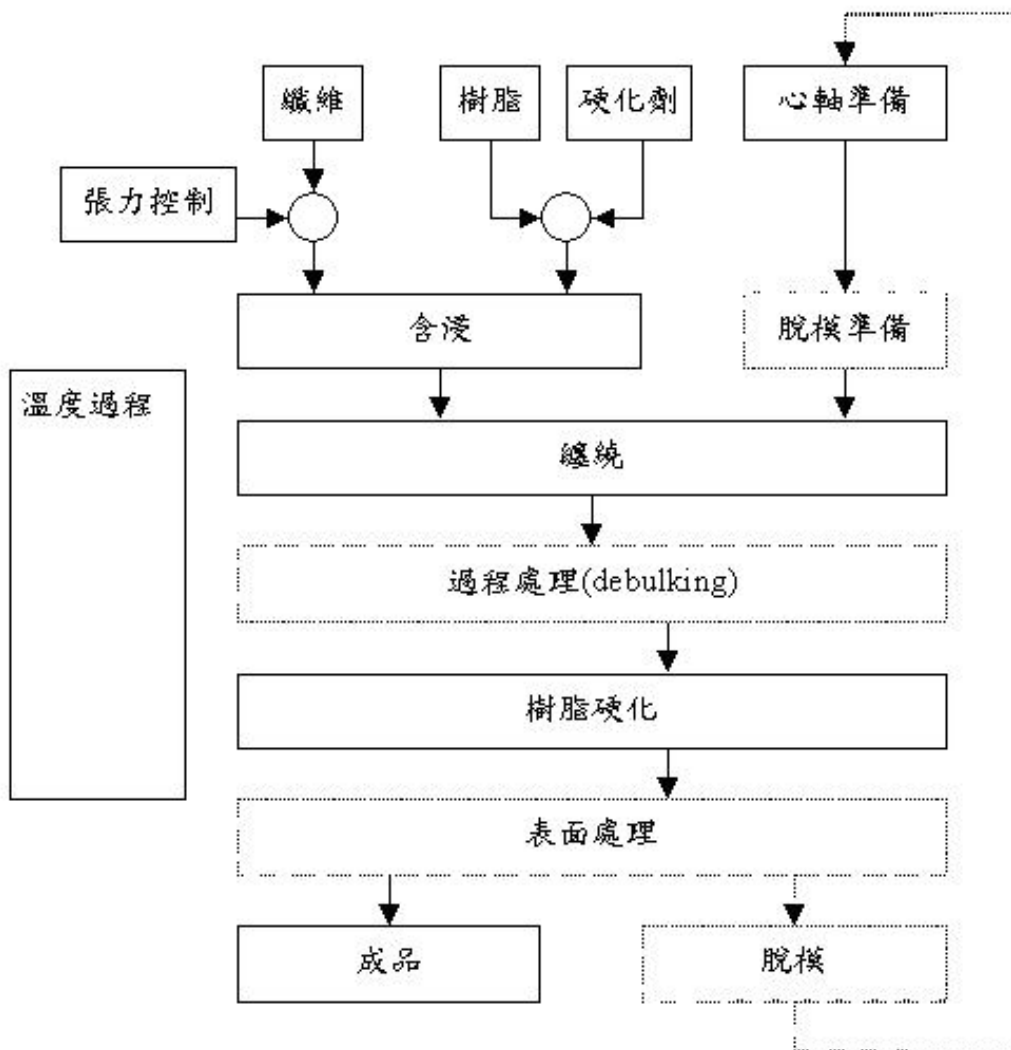 纖維
樹脂
硬化劑
心軸準備
張力控制
含浸
脫模準備
溫度過程
纏繞
過程處理(debulking)
樹脂硬化
表面處理
成品
脫模